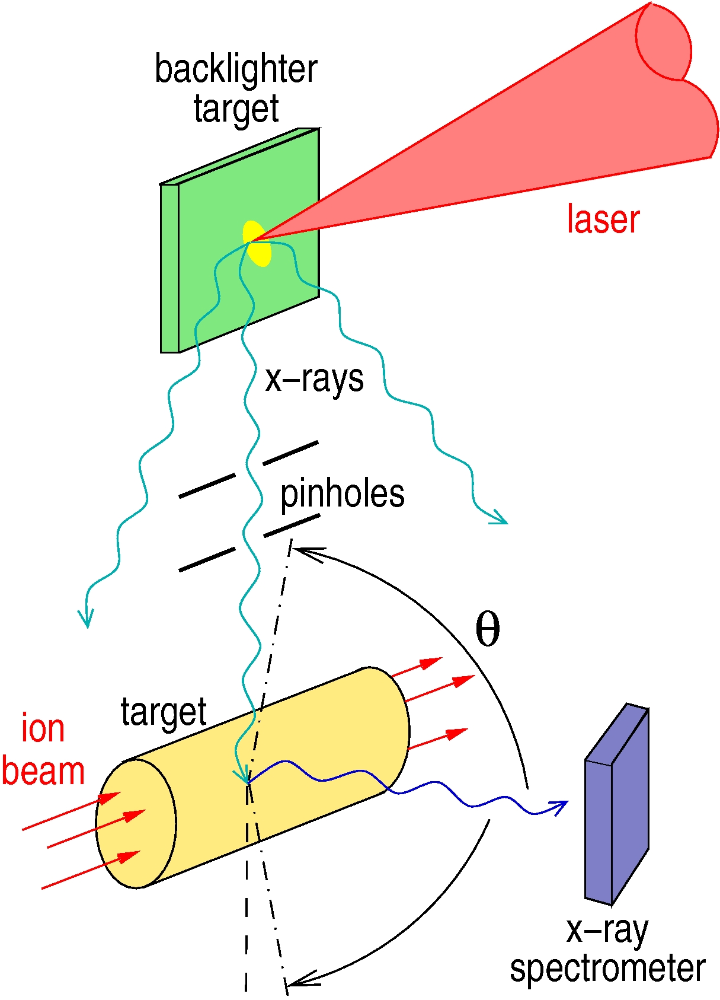 backlighter
target
laser
x–rays
pinholes
θ
target
ion
beam
x–ray
spectrometer